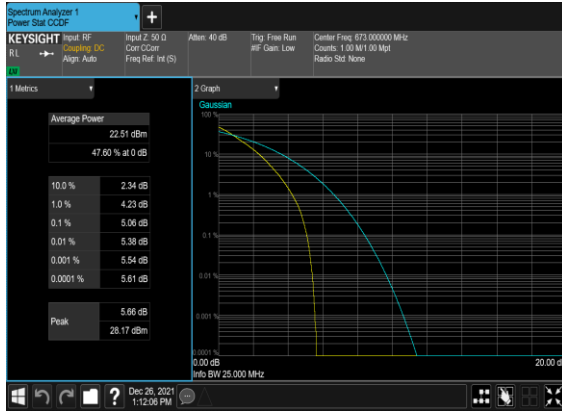 Spectrum Analyzer 1
Power Stat CCDF
KEYSIGHT
RL
LV
Input: RF
Coupling: DC
Align: Auto
Input Z: 50 Ω
Corr CCorr
Freq Ref: Int (S)
Atten: 40 dB
Trig: Free Run
#IF Gain: Low
Center Freq: 673.000000 MHz
Counts: 1.00 M/1.00 Mpt
Radio Std: None
1 Metrics
Average Power
22.51 dBm
47.60 % at 0 dB
10.0 % 2.34 dB
1.0 % 4.23 dB
0.1 % 5.06 dB
0.01 % 5.38 dB
0.001 % 5.54 dB
0.0001 % 5.61 dB
Peak
5.66 dB
28.17 dBm
2 Graph
Gaussian
100 %
10 %
1 %
0.1 %
0.01 %
0.001 %
0.0001 %
0.00 dB 20.00 d
Info BW 25.000 MHz
?
Dec 26, 2021
1:12:06 PM